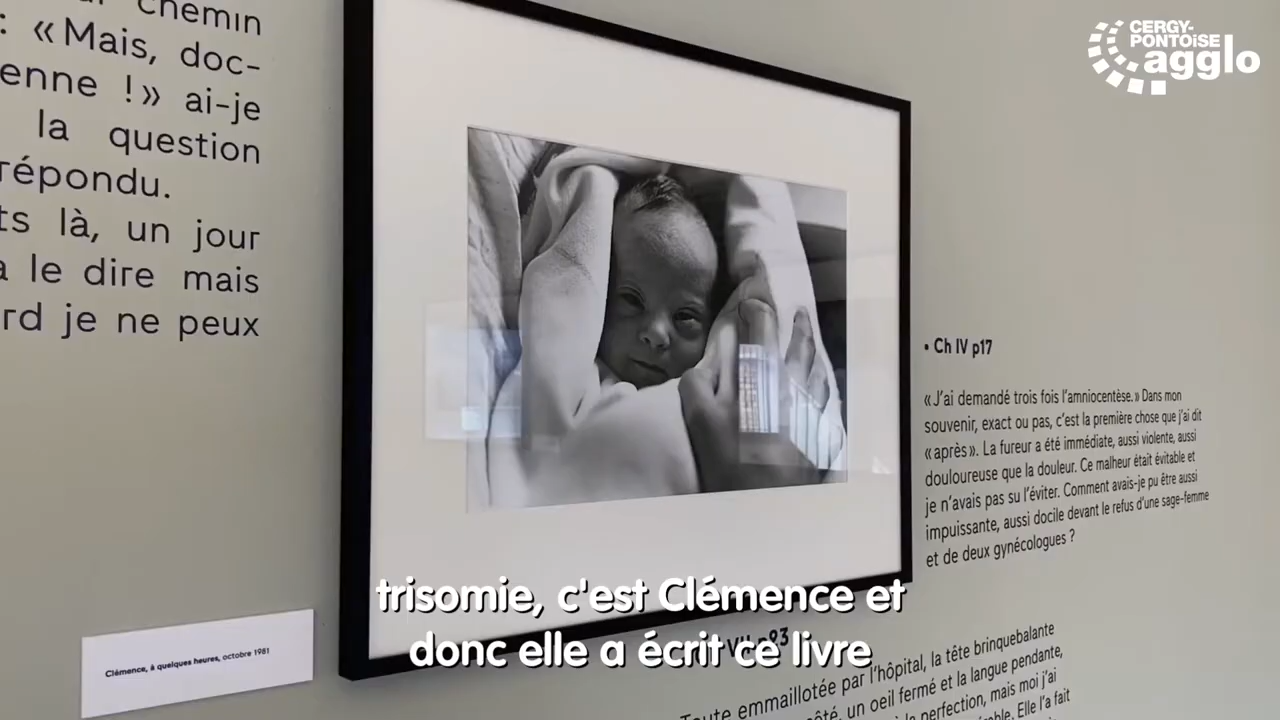 chemin
: « Mais, doc-
enne ! » ai-je
la question
répondu.
ts là, un jour
a le dire mais
rd je ne peux
CERGY-
PONTOISE
agglo
• Ch IV p17
« J'ai demandé trois fois l'amniocentèse. » Dans mon
souvenir, exact ou pas, c'est la première chose que j'ai dit
« après ». La fureur a été immédiate, aussi violente, aussi
douloureuse que la douleur. Ce malheur était évitable et
je n'avais pas su l'éviter. Comment avais-je pu être aussi
impuissante, aussi docile devant le refus d'une sage-femme
et de deux gynécologues ?
Clémence, à quelques heures, octobre 1981
trisomie, c'est Clémence et
donc elle a écrit ce livre
Toute emmaillotée par l'hôpital, la tête brinquebalante
un oeil fermé et la langue pendante,
la perfection, mais moi j'ai
Elle l'a fait